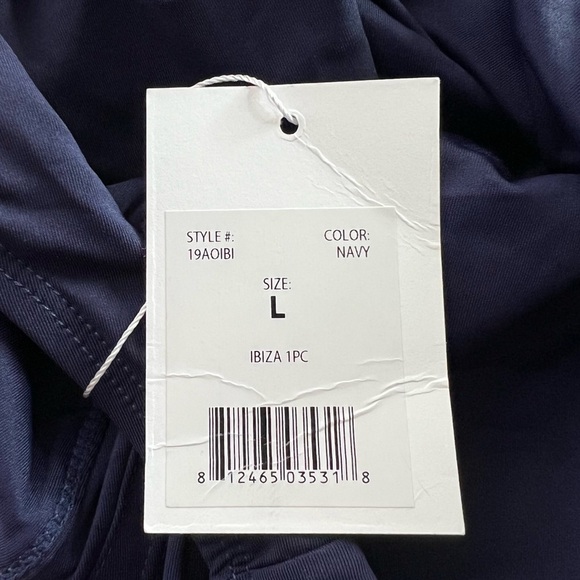 STYLE #: COLOR:
19AOIBI NAVY
SIZE:
L
IBIZA 1PC
8 12465 03531 8